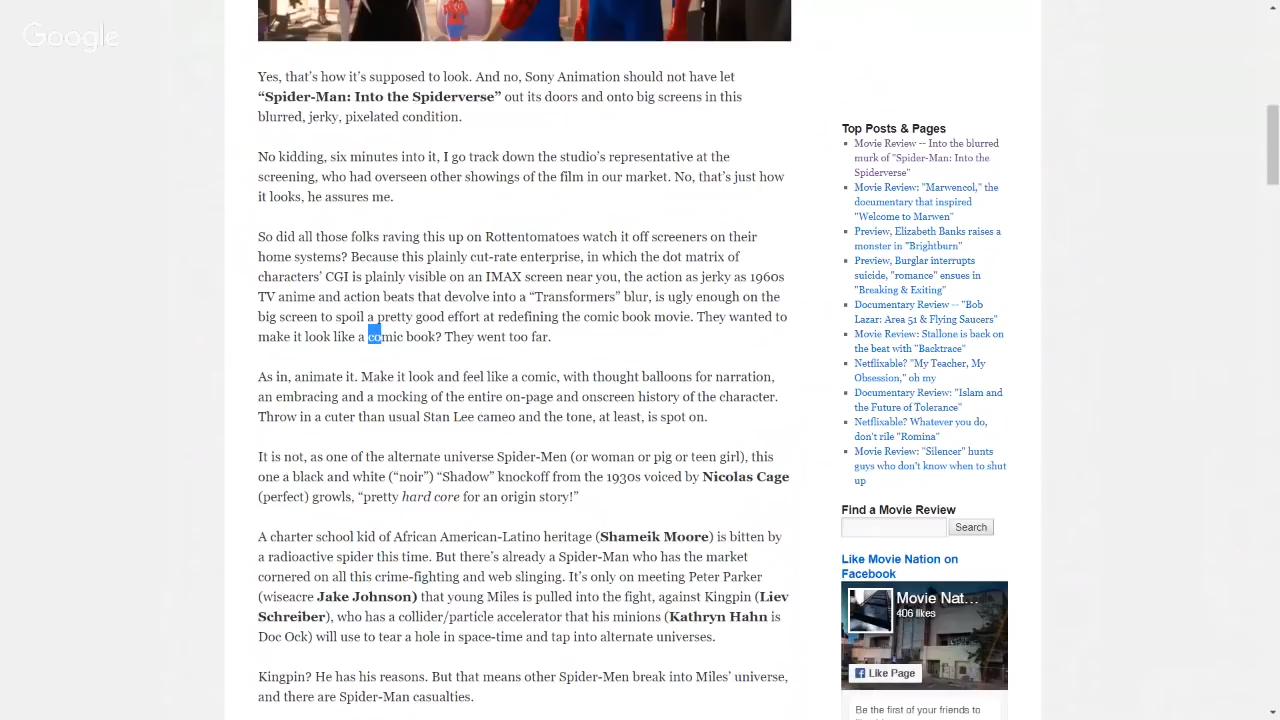 Google
Yes, that’s how it’s supposed to look. And no, Sony Animation should not have let
“Spider-Man: Into the Spiderverse” out its doors and onto big screens in this
blurred, jerky, pixelated condition.
No kidding, six minutes into it, I go track down the studio’s representative at the
screening, who had overseen other showings of the film in our market. No, that’s just how
it looks, he assures me.
So did all those folks raving this up on Rottentomatoes watch it off screeners on their
home systems? Because this plainly cut-rate enterprise, in which the dot matrix of
characters’ CGI is plainly visible on an IMAX screen near you, the action as jerky as 1960s
TV anime and action beats that devolve into a “Transformers” blur, is ugly enough on the
big screen to spoil a pretty good effort at redefining the comic book movie. They wanted to
make it look like a comic book? They went too far.
As in, animate it. Make it look and feel like a comic, with thought balloons for narration,
an embracing and a mocking of the entire on-page and onscreen history of the character.
Throw in a cuter than usual Stan Lee cameo and the tone, at least, is spot on.
It is not, as one of the alternate universe Spider-Men (or woman or pig or teen girl), this
one a black and white (“noir”) “Shadow” knockoff from the 1930s voiced by Nicolas Cage
(perfect) growls, “pretty hard core for an origin story!”
A charter school kid of African American-Latino heritage (Shameik Moore) is bitten by
a radioactive spider this time. But there’s already a Spider-Man who has the market
cornered on all this crime-fighting and web slinging. It’s only on meeting Peter Parker
(wiseacre Jake Johnson) that young Miles is pulled into the fight, against Kingpin (Liev
Schreiber), who has a collider/particle accelerator that his minions (Kathryn Hahn is
Doc Ock) will use to tear a hole in space-time and tap into alternate universes.
Kingpin? He has his reasons. But that means other Spider-Men break into Miles’ universe,
and there are Spider-Man casualties.
Top Posts & Pages
Movie Review -- Into the blurred
murk of "Spider-Man: Into the
Spiderverse"
Movie Review: "Marwencol," the
documentary that inspired
"Welcome to Marwen"
Preview, Elizabeth Banks raises a
monster in "Brightburn"
Preview, Burglar interrupts
suicide, "romance" ensues in
"Breaking & Exiting"
Documentary Review -- "Bob
Lazar: Area 51 & Flying Saucers"
Movie Review: Stallone is back on
the beat with "Backtrace"
Netflixable? "My Teacher, My
Obsession," oh my
Documentary Review: "Islam and
the Future of Tolerance"
Netflixable? Whatever you do,
don't rile "Romina"
Movie Review: "Silencer" hunts
guys who don't know when to shut
up
Find a Movie Review
Search
Like Movie Nation on
Facebook
Movie Nat...
406 likes
Like Page
Be the first of your friends to